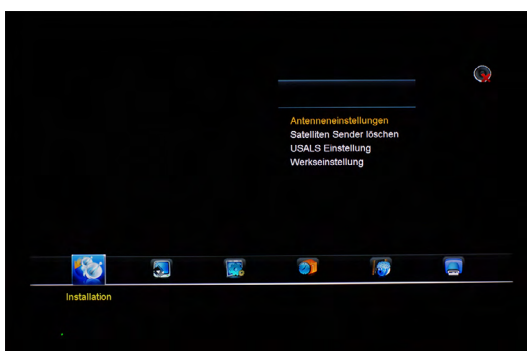 Antenneneinstellungen
Satelliten Sender löschen
USALS Einstellung
Werkseinstellung
Installation